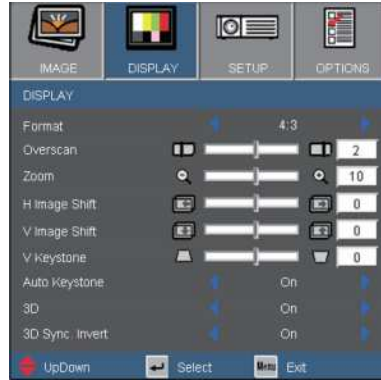 IMAGE DISPLAY SETUP OPTIONS
DISPLAY
Format 4:3
Overscan 2
Zoom 10
H Image Shift 0
V Image Shift 0
V Keystone 0
Auto Keystone On
3D On
3D Sync. Invert On
UpDown Select Menu Exit